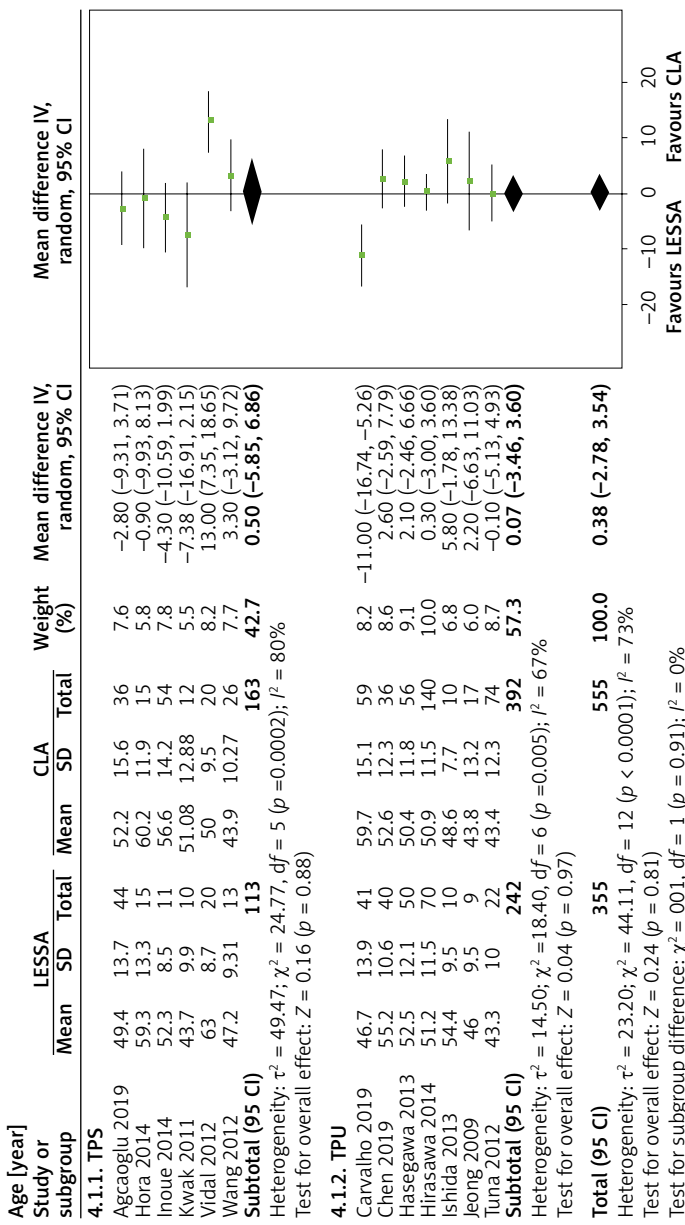 Age [year]
Study or subgroup LESSA CLA Weight (%) Mean difference IV, random, 95% CI Mean difference IV, random, 95% CI
Mean SD Total Mean SD Total
4.1.1. TPS
Agcaoglu 2019 49.4 13.7 44 52.2 15.6 36 7.6 −2.80 (−9.31, 3.71)
Hora 2014 59.3 13.3 15 60.2 11.9 15 5.8 −0.90 (−9.93, 8.13)
Inoue 2014 52.3 8.5 11 56.6 14.2 54 7.8 −4.30 (−10.59, 1.99)
Kwak 2011 43.7 9.9 10 51.08 12.88 12 5.5 −7.38 (−16.91, 2.15)
Vidal 2012 63 8.7 20 50 9.5 20 8.2 13.00 (7.35, 18.65)
Wang 2012 47.2 9.31 13 43.9 10.27 26 7.7 3.30 (−3.12, 9.72)
Subtotal (95 CI) 113 163 42.7 0.50 (−5.85, 6.86)
Heterogeneity: τ² = 49.47; χ² = 24.77, df = 5 (p =0.0002); I² = 80%
Test for overall effect: Z = 0.16 (p = 0.88)
4.1.2. TPU
Carvalho 2019 46.7 13.9 41 59.7 15.1 59 8.2 −11.00 (−16.74, −5.26)
Chen 2019 55.2 10.6 40 52.6 12.3 36 8.6 2.60 (−2.59, 7.79)
Hasegawa 2013 52.5 12.1 50 50.4 11.8 56 9.1 2.10 (−2.46, 6.66)
Hirasawa 2014 51.2 11.5 70 50.9 11.5 140 10.0 0.30 (−3.00, 3.60)
Ishida 2013 54.4 9.5 10 48.6 7.7 10 6.8 5.80 (−1.78, 13.38)
Jeong 2009 46 9.5 9 43.8 13.2 17 6.0 2.20 (−6.63, 11.03)
Tuna 2012 43.3 10 22 43.4 12.3 74 8.7 −0.10 (−5.13, 4.93)
Subtotal (95 CI) 242 392 57.3 0.07 (−3.46, 3.60)
Heterogeneity: τ² = 14.50; χ² =18.40, df = 6 (p =0.005); I² = 67%
Test for overall effect: Z = 0.04 (p = 0.97)
Total (95 CI) 355 555 100.0 0.38 (−2.78, 3.54)
Heterogeneity: τ² = 23.20; χ² = 44.11, df = 12 (p < 0.0001); I² = 73%
Test for overall effect: Z = 0.24 (p = 0.81)
Test for subgroup difference: χ² = 001, df = 1 (p = 0.91); I² = 0%
−20 −10 0 10 20
Favours LESSA Favours CLA